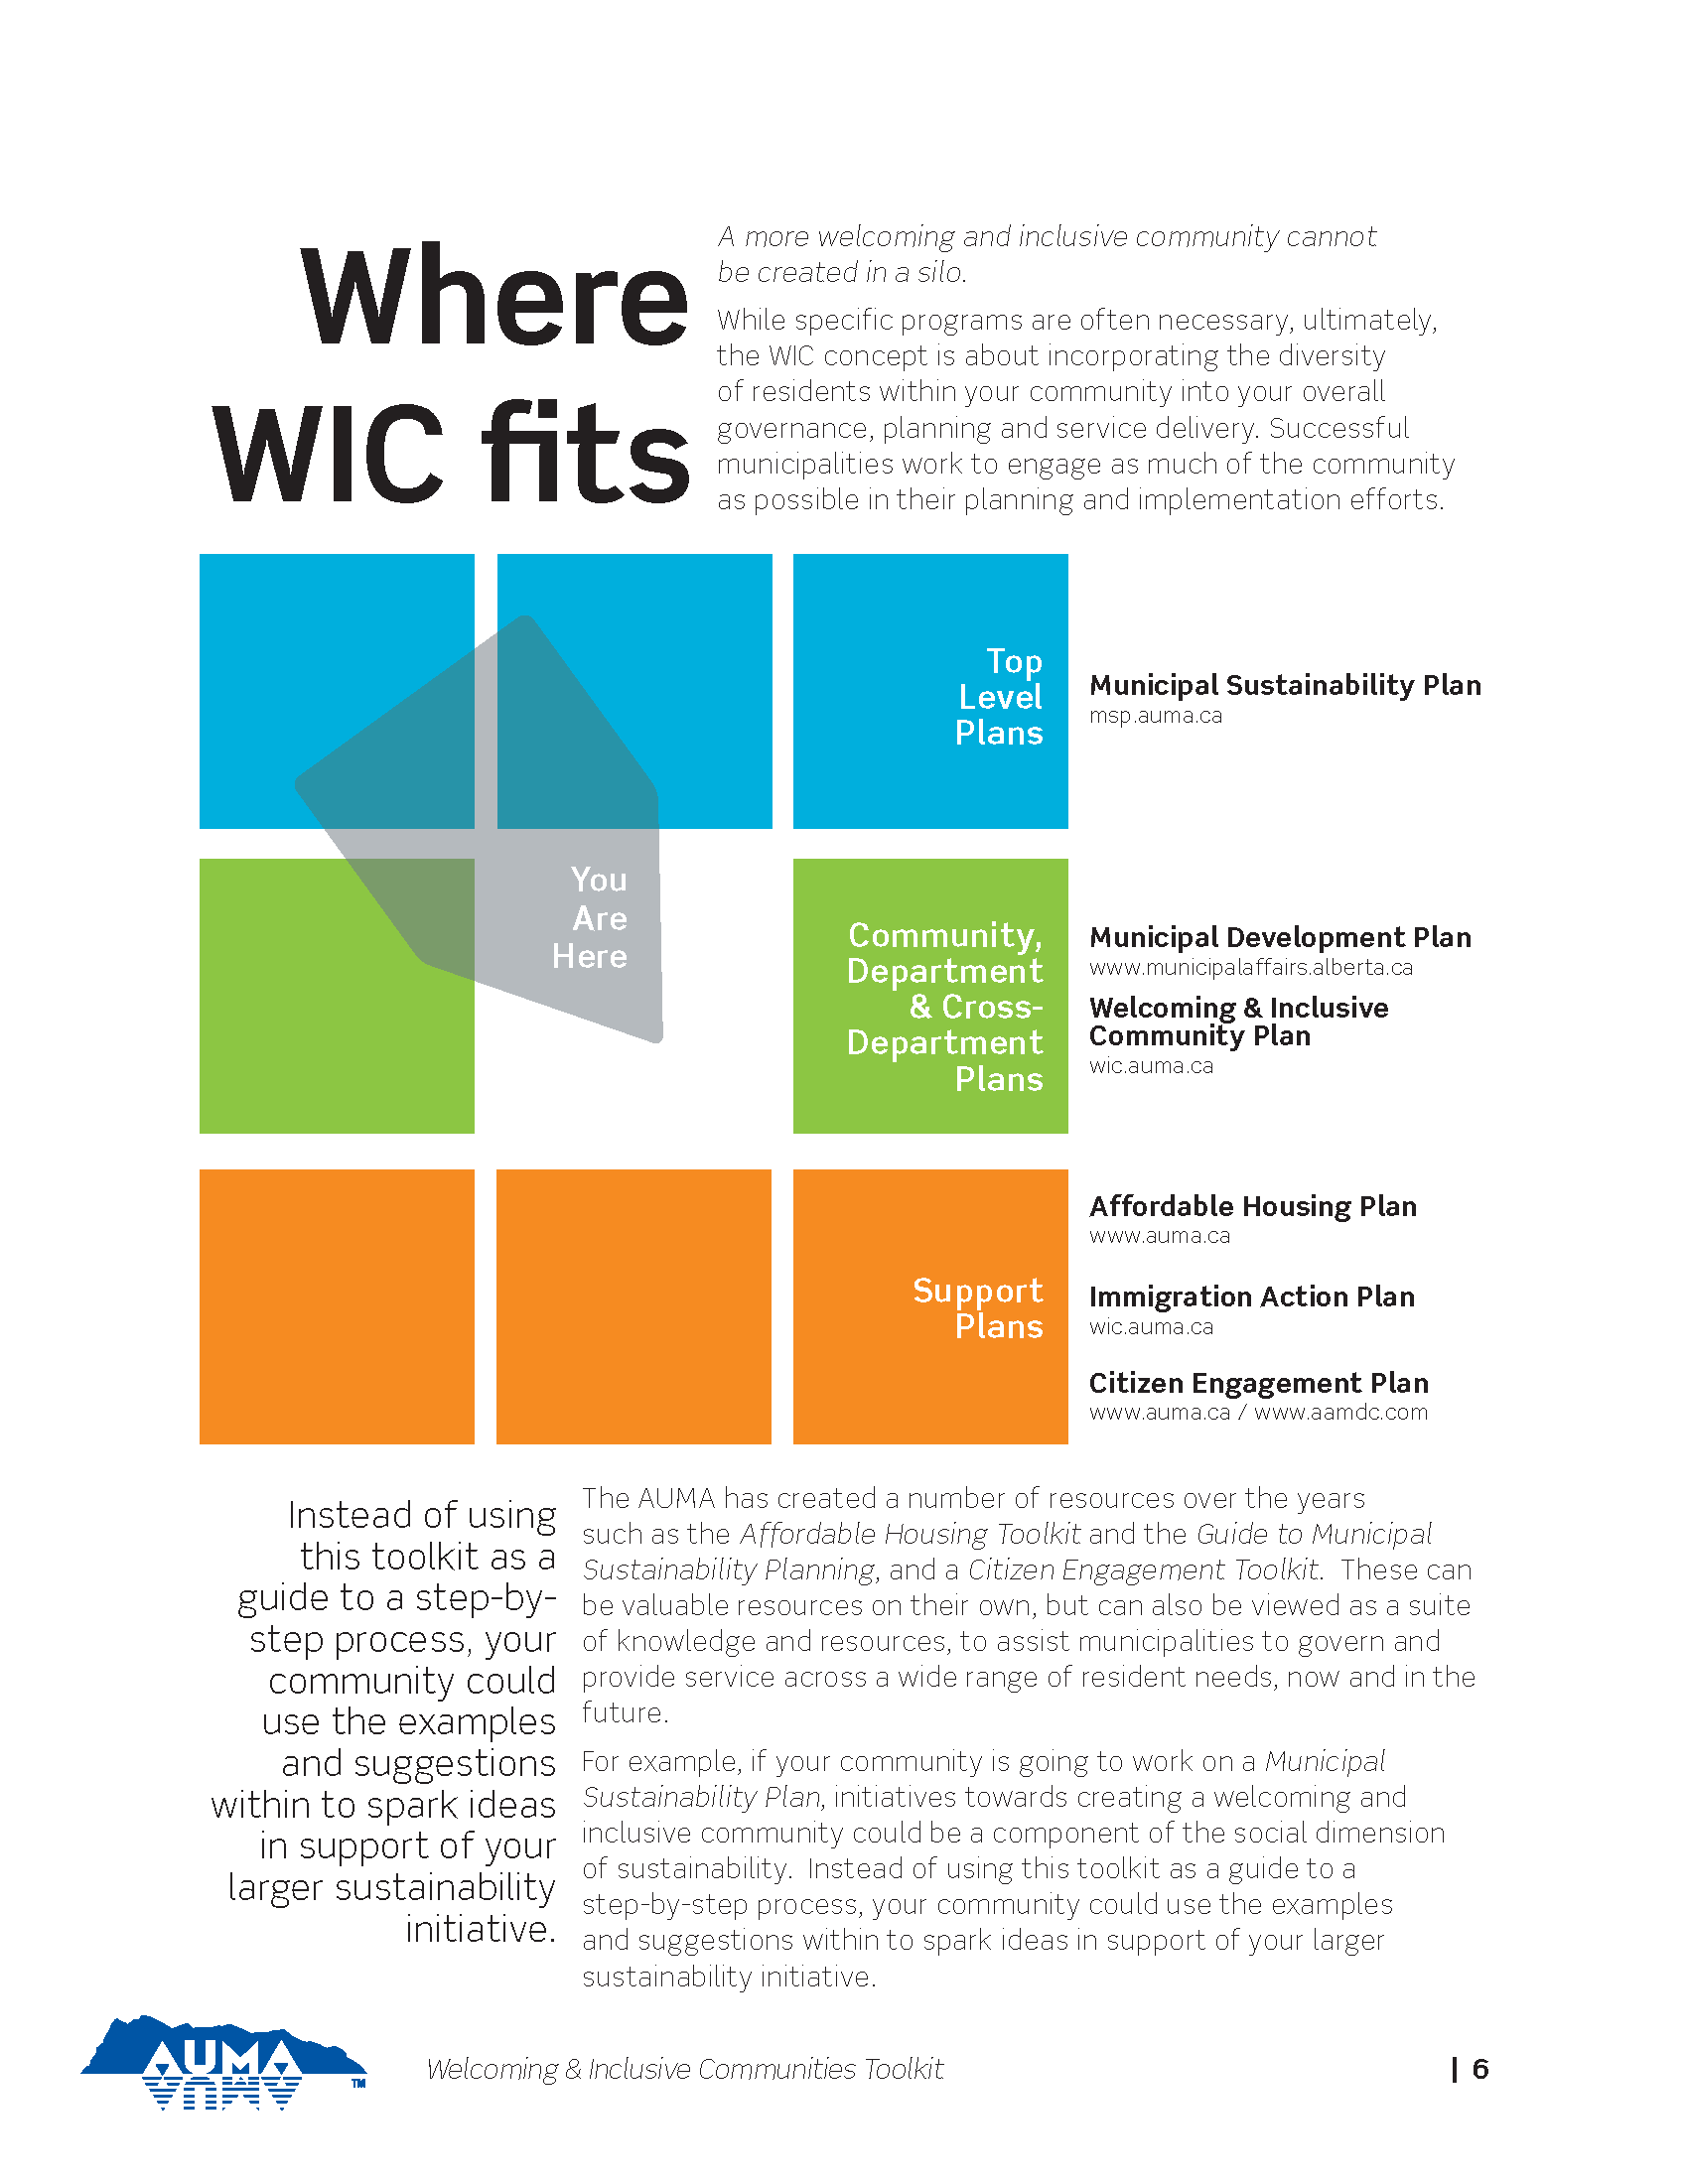 Where
WIC fits
A more welcoming and inclusive community cannot
be created in a silo.
While specific programs are often necessary, ultimately,
the WIC concept is about incorporating the diversity
of residents within your community into your overall
governance, planning and service delivery. Successful
municipalities work to engage as much of the community
as possible in their planning and implementation efforts.
Top
Level
Plans
Municipal Sustainability Plan
msp.auma.ca
You
Are
Here
Community,
Department
& Cross-
Department
Plans
Municipal Development Plan
www.municipalaffairs.alberta.ca
Welcoming & Inclusive
Community Plan
wic.auma.ca
Support
Plans
Affordable Housing Plan
www.auma.ca
Immigration Action Plan
wic.auma.ca
Citizen Engagement Plan
www.auma.ca / www.aamdc.com
Instead of using
this toolkit as a
guide to a step-by-
step process, your
community could
use the examples
and suggestions
within to spark ideas
in support of your
larger sustainability
initiative.
The AUMA has created a number of resources over the years
such as the Affordable Housing Toolkit and the Guide to Municipal
Sustainability Planning, and a Citizen Engagement Toolkit.  These can
be valuable resources on their own, but can also be viewed as a suite
of knowledge and resources, to assist municipalities to govern and
provide service across a wide range of resident needs, now and in the
future.
For example, if your community is going to work on a Municipal
Sustainability Plan, initiatives towards creating a welcoming and
inclusive community could be a component of the social dimension
of sustainability.  Instead of using this toolkit as a guide to a
step-by-step process, your community could use the examples
and suggestions within to spark ideas in support of your larger
sustainability initiative.
AUMA
TM
Welcoming & Inclusive Communities Toolkit
| 6